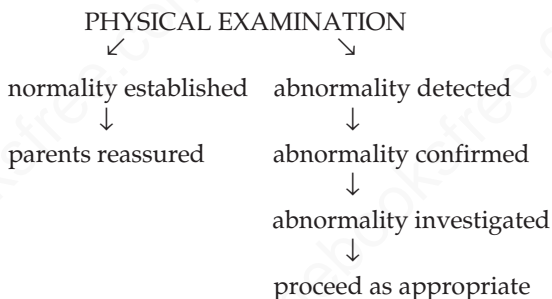 PHYSICAL EXAMINATION
↙ ↘
normality established abnormality detected
↓ ↓
parents reassured abnormality confirmed
↓
abnormality investigated
↓
proceed as appropriate